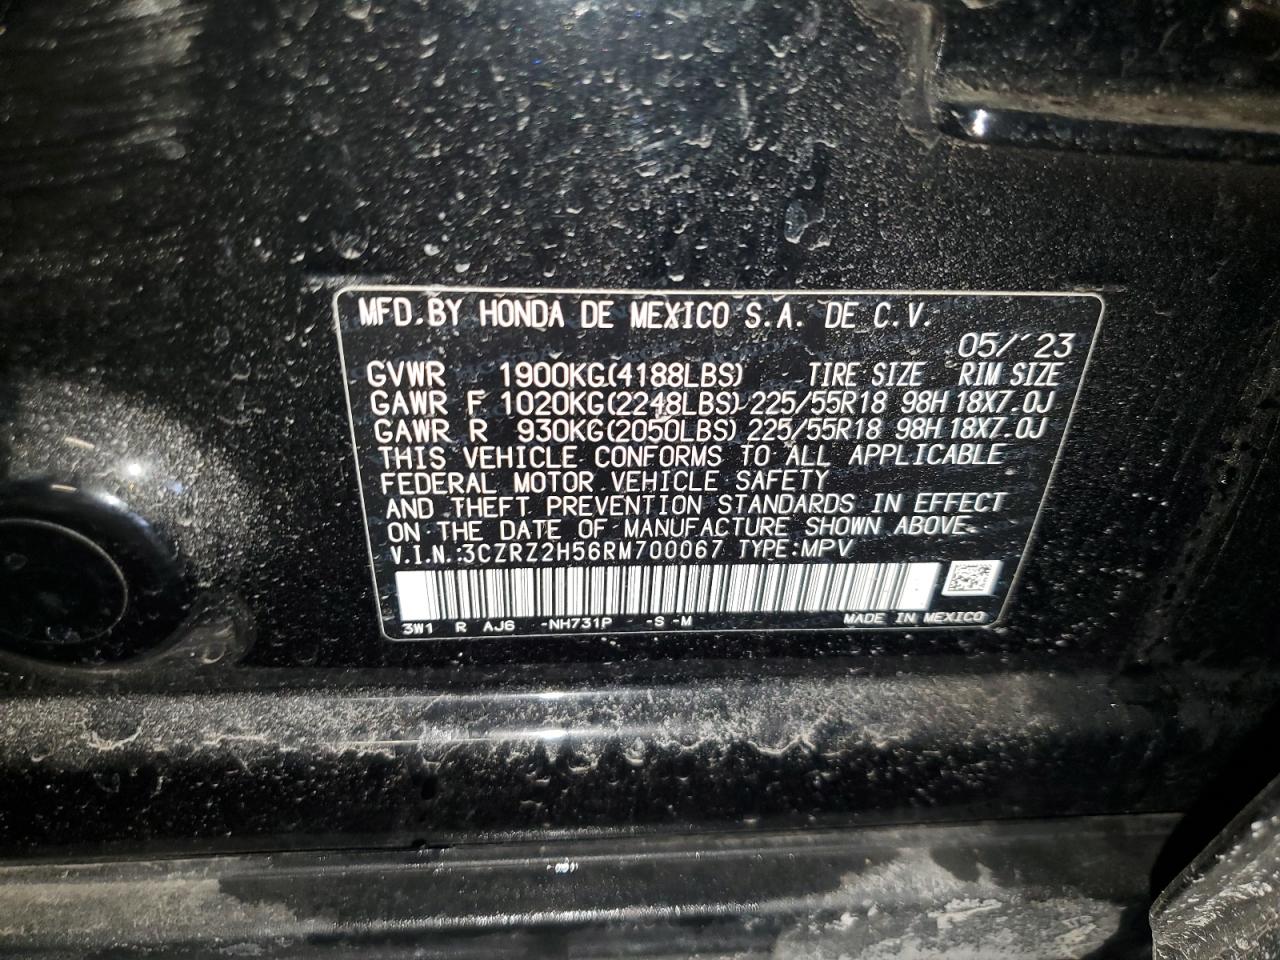 MFD.BY HONDA DE MEXICO S.A. DE C.V.
05/'23
GVWR 1900KG(4188LBS) TIRE SIZE RIM SIZE
GAWR F 1020KG(2248LBS) 225/55R18 98H 18X7.0J
GAWR R 930KG(2050LBS) 225/55R18 98H 18X7.0J
THIS VEHICLE CONFORMS TO ALL APPLICABLE
FEDERAL MOTOR VEHICLE SAFETY
AND THEFT PREVENTION STANDARDS IN EFFECT
ON THE DATE OF MANUFACTURE SHOWN ABOVE.
V.I.N.:3CZRZ2H56RM700067 TYPE:MPV
3W1 R AJ6 -NH731P -S -M MADE IN MEXICO